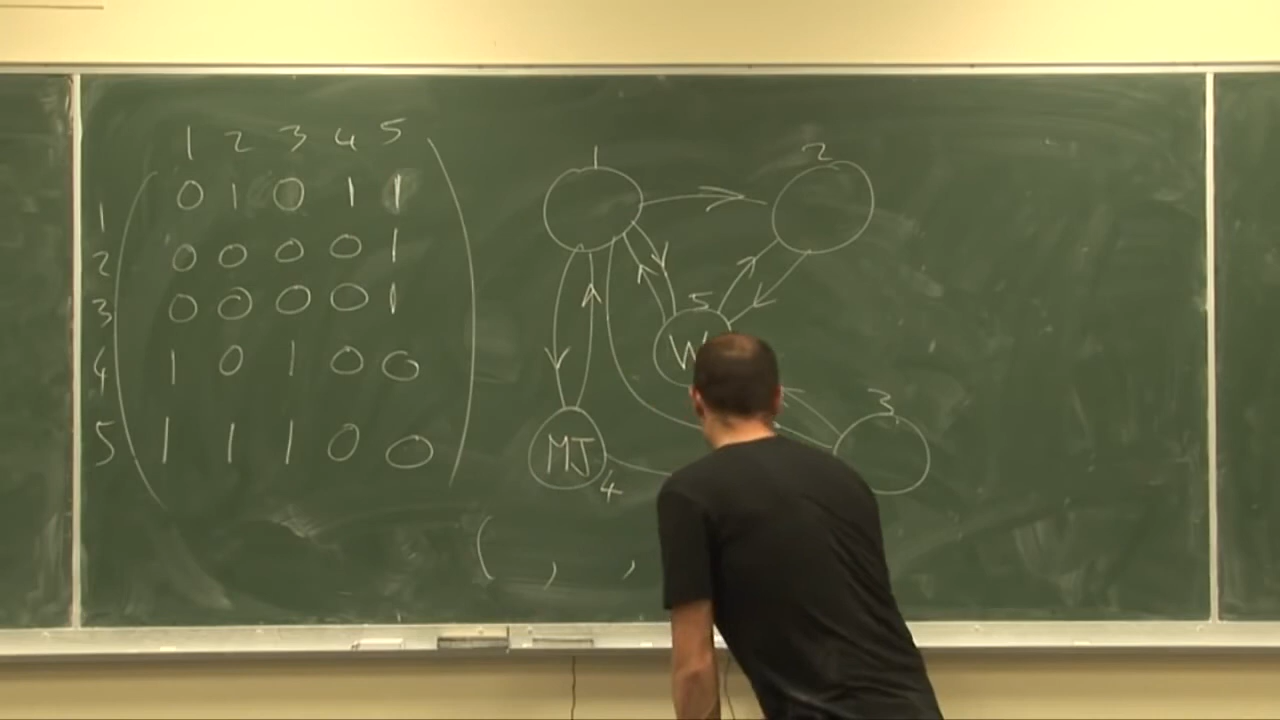 1 2 3 4 5
1 0 1 0 1 1
2 0 0 0 0 1
3 0 0 0 0 1
4 1 0 1 0 0
5 1 1 1 0 0
1
2
5
W
3
MJ
4
( , ,